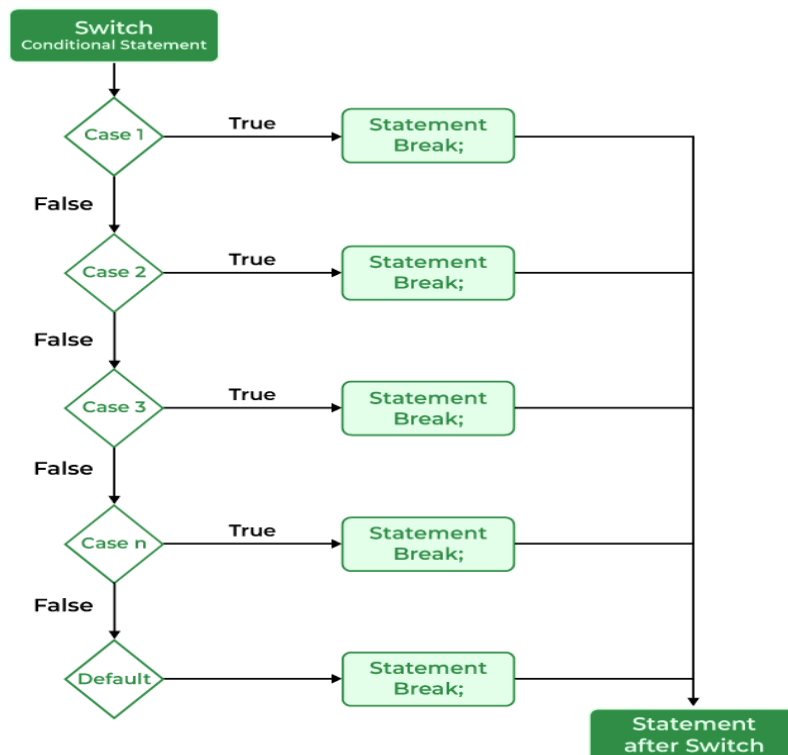 Switch
Conditional Statement
Case 1
True
Statement
Break;
False
Case 2
True
Statement
Break;
False
Case 3
True
Statement
Break;
False
Case n
True
Statement
Break;
False
Default
Statement
Break;
Statement
after Switch